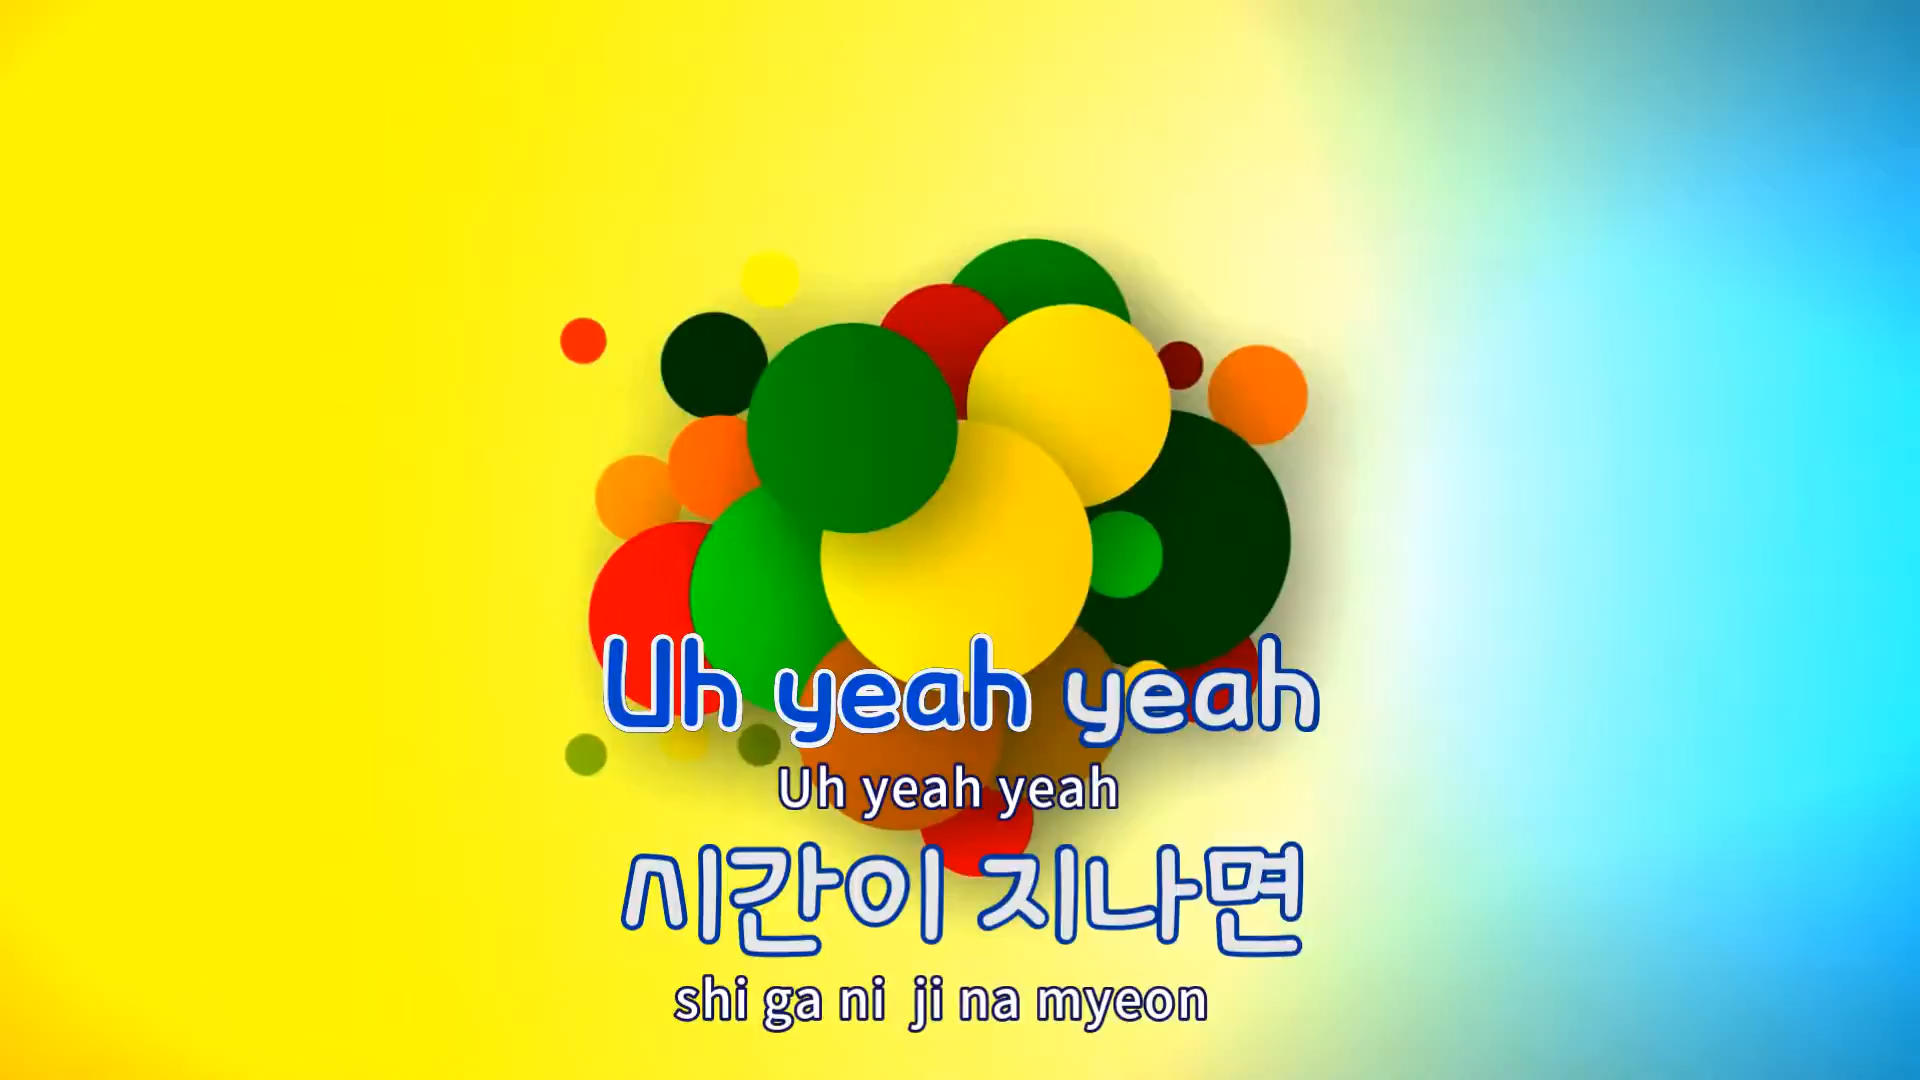 Uh yeah yeah
Uh yeah yeah
시간이 지나면
shi ga ni ji na myeon